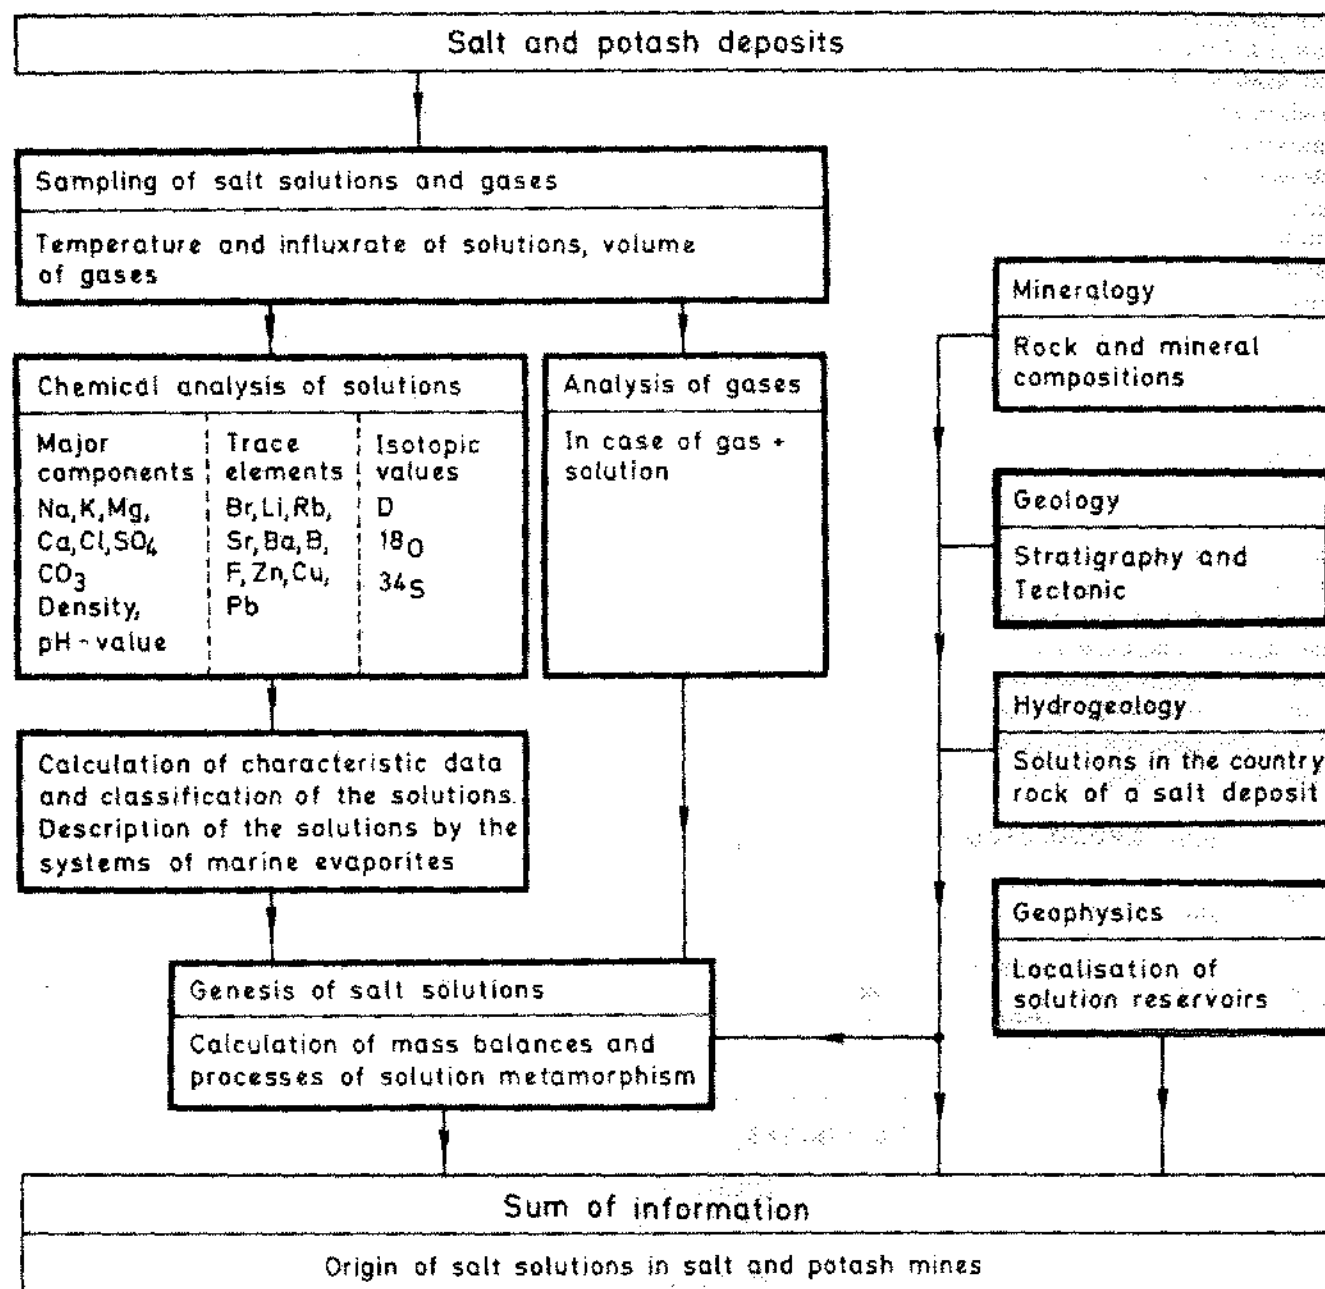 Salt and potash deposits
Sampling of salt solutions and gases
Temperature and influxrate of solutions, volume
of gases
Chemical analysis of solutions
Major
components
Na, K, Mg,
Ca, Cl, SO4
CO3
Density,
pH-value
Trace
elements
Br, Li, Rb,
Sr, Ba, B,
F, Zn, Cu,
Pb
Isotopic
values
D
18O
34S
Analysis of gases
In case of gas +
solution
Mineralogy
Rock and mineral
compositions
Geology
Stratigraphy and
Tectonic
Hydrogeology
Solutions in the country
rock of a salt deposit
Geophysics
Localisation of
solution reservoirs
Calculation of characteristic data
and classification of the solutions.
Description of the solutions by the
systems of marine evaporites
Genesis of salt solutions
Calculation of mass balances and
processes of solution metamorphism
Sum of information
Origin of salt solutions in salt and potash mines